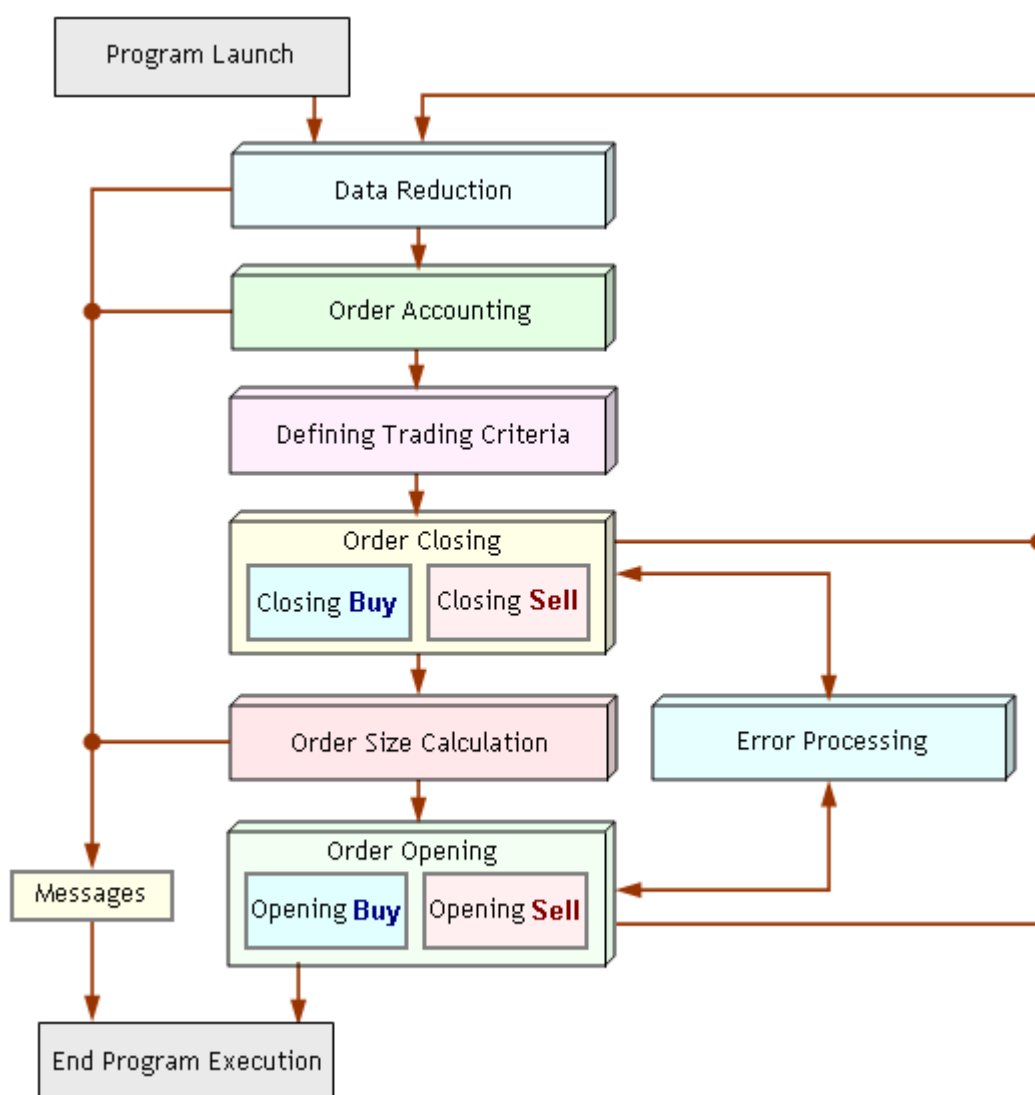 Program Launch
Data Reduction
Order Accounting
Defining Trading Criteria
Order Closing
Closing Buy
Closing Sell
Order Size Calculation
Error Processing
Order Opening
Opening Buy
Opening Sell
Messages
End Program Execution